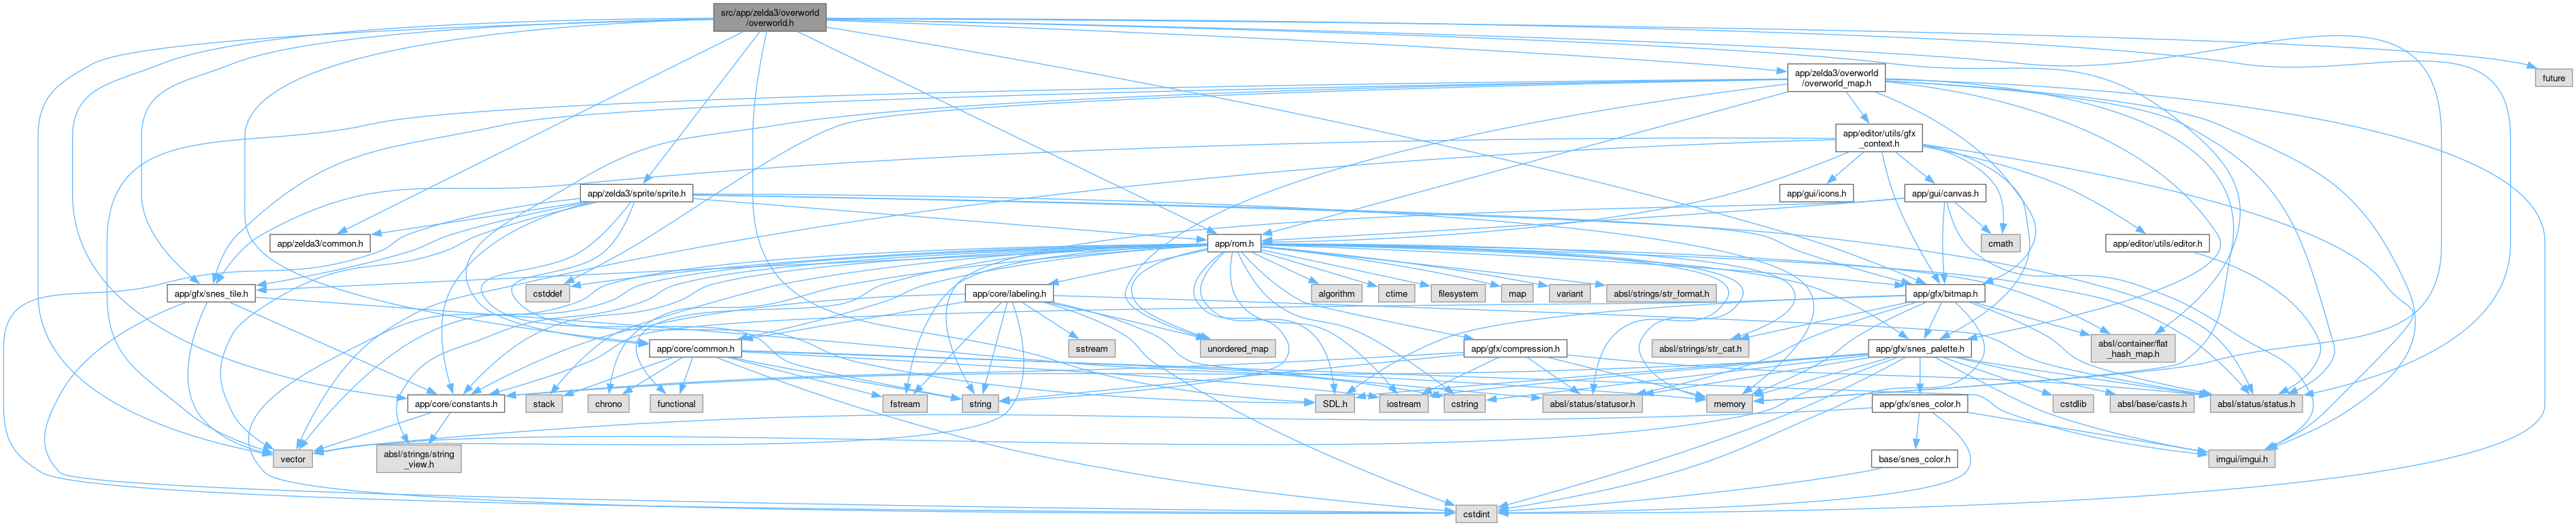 src/app/zelda3/overworld
/overworld.h
app/zelda3/overworld
/overworld_map.h
future
app/editor/utils/gfx
_context.h
app/zelda3/sprite/sprite.h
app/gui/icons.h
app/gui/canvas.h
app/zelda3/common.h
app/rom.h
cmath
app/editor/utils/editor.h
app/gfx/snes_tile.h
cstddef
app/core/labeling.h
algorithm
ctime
filesystem
map
variant
absl/strings/str_format.h
app/gfx/bitmap.h
app/core/common.h
sstream
unordered_map
app/gfx/compression.h
absl/strings/str_cat.h
app/gfx/snes_palette.h
absl/container/flat
_hash_map.h
app/core/constants.h
stack
chrono
functional
fstream
string
SDL.h
iostream
cstring
absl/status/statusor.h
memory
app/gfx/snes_color.h
cstdlib
absl/base/casts.h
absl/status/status.h
vector
absl/strings/string
_view.h
base/snes_color.h
imgui/imgui.h
cstdint